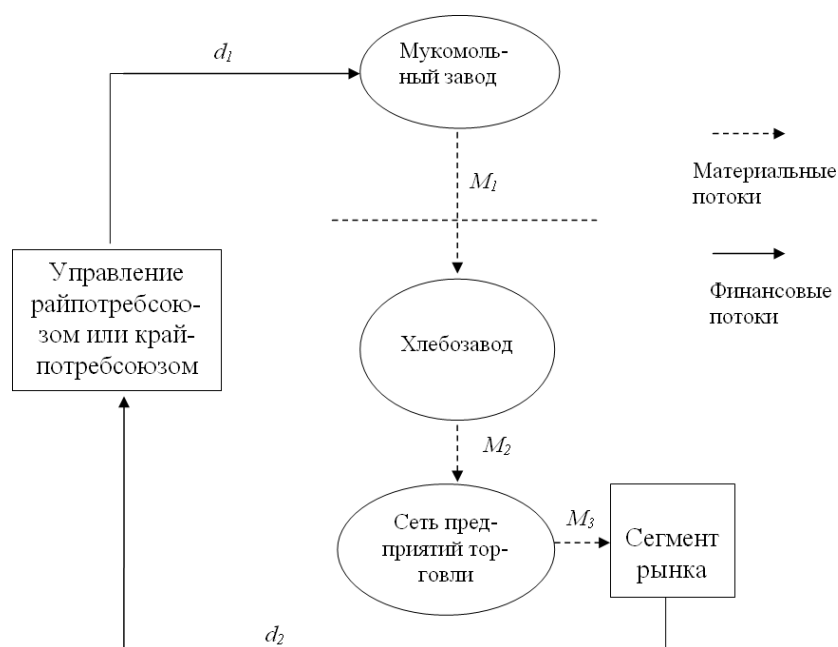 d₁
Мукомоль-
ный завод
M₁
Материальные
потоки
Управление
райпотребсою-
зом или край-
потребсоюзом
Финансовые
потоки
Хлебозавод
M₂
Сеть пред-
приятий тор-
говли
M₃
Сегмент
рынка
d₂